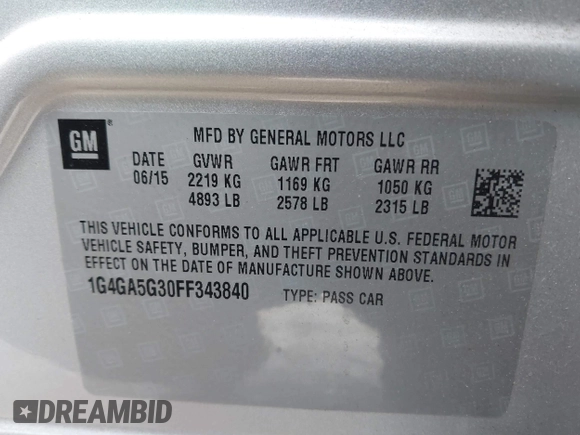 GM ®
MFD BY GENERAL MOTORS LLC
DATE GVWR GAWR FRT GAWR RR
06/15 2219 KG 1169 KG 1050 KG
4893 LB 2578 LB 2315 LB
THIS VEHICLE CONFORMS TO ALL APPLICABLE U.S. FEDERAL MOTOR
VEHICLE SAFETY, BUMPER, AND THEFT PREVENTION STANDARDS IN
EFFECT ON THE DATE OF MANUFACTURE SHOWN ABOVE.
1G4GA5G30FF343840 TYPE: PASS CAR
DREAMBID